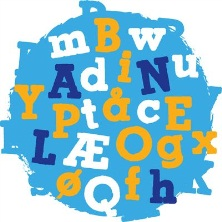 m B w
A d i N u
Y P t å c E
L Æ O g x
ø Q f h